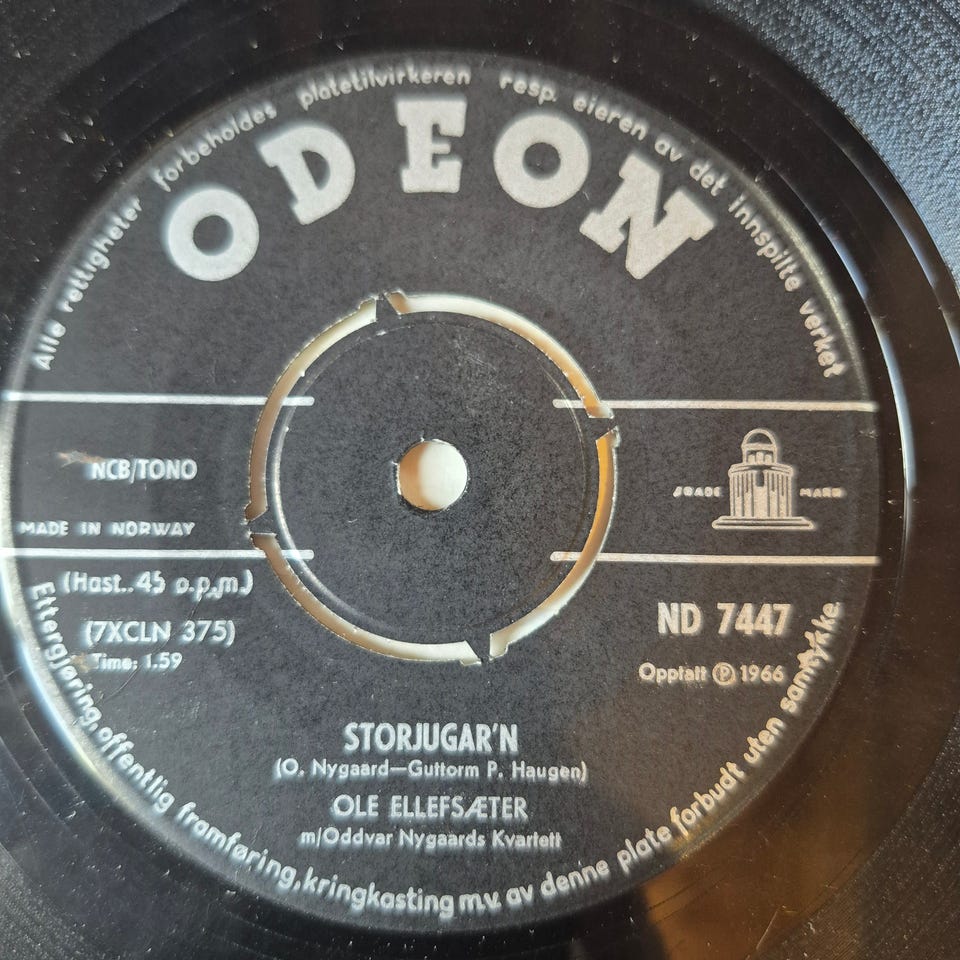 Alle rettigheter forbeholdes platetilvirkeren resp. eieren av det innspilte verket
ODEON
NCB/TONO
TRADE MARK
MADE IN NORWAY
(Hast. 45 o.p.m.)
(7XCLN 375)
Time: 1.59
ND 7447
Opptatt Ⓟ 1966
STORJUGAR'N
(O. Nygaard—Guttorm P. Haugen)
OLE ELLEFSÆTER
m/Oddvar Nygaards Kvartett
Ettergjøring, offentlig framføring, kringkasting m.v. av denne plate forbudt uten samtykke.